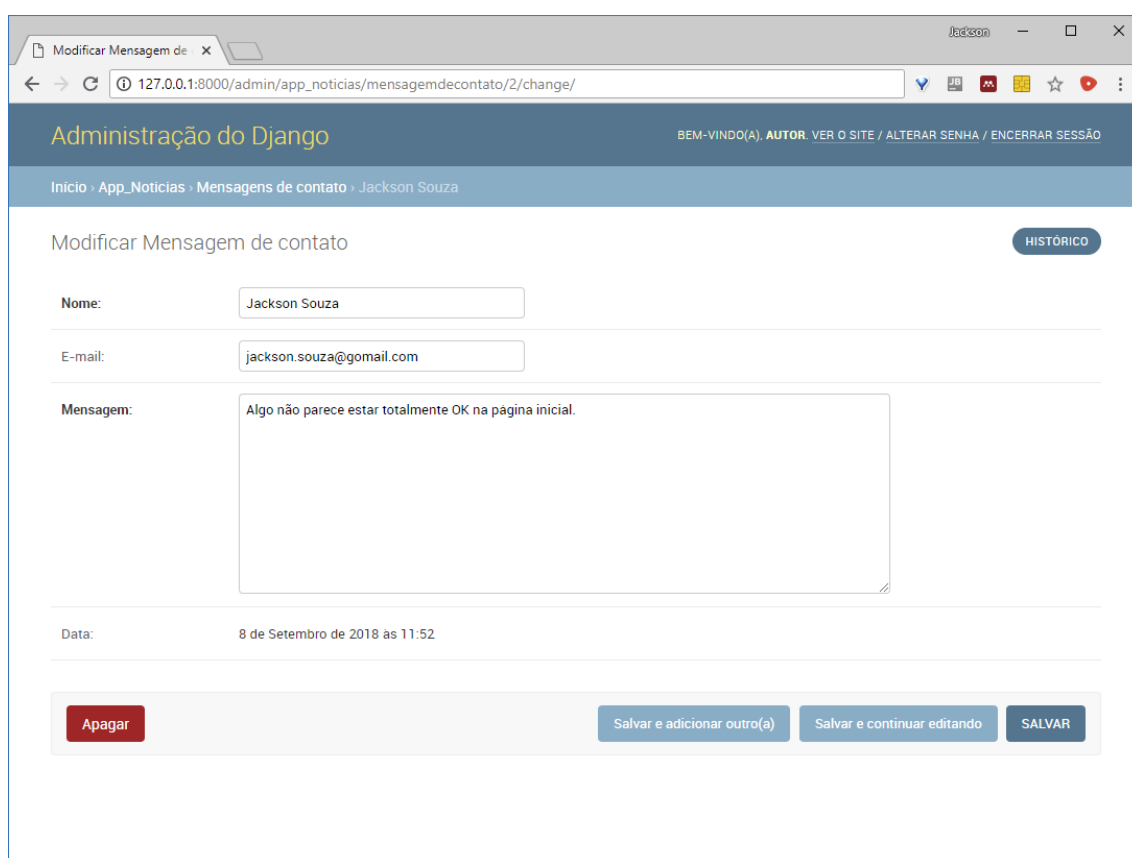 Jackson
Modificar Mensagem de
127.0.0.1:8000/admin/app_noticias/mensagemdecontato/2/change/
Administração do Django
BEM-VINDO(A), AUTOR. VER O SITE / ALTERAR SENHA / ENCERRAR SESSÃO
Início › App_Noticias › Mensagens de contato › Jackson Souza
Modificar Mensagem de contato
HISTÓRICO
Nome:
Jackson Souza
E-mail:
jackson.souza@gomail.com
Mensagem:
Algo não parece estar totalmente OK na página inicial.
Data:
8 de Setembro de 2018 às 11:52
Apagar
Salvar e adicionar outro(a)
Salvar e continuar editando
SALVAR